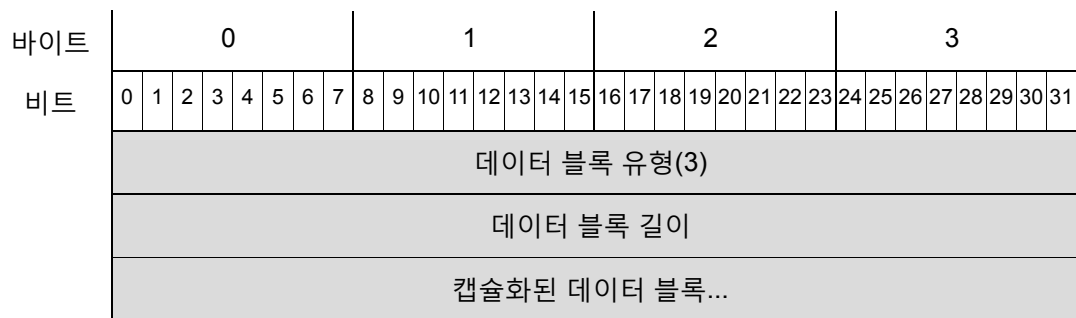 바이트 0 1 2 3
비트 0 1 2 3 4 5 6 7 8 9 10 11 12 13 14 15 16 17 18 19 20 21 22 23 24 25 26 27 28 29 30 31
데이터 블록 유형(3)
데이터 블록 길이
캡슐화된 데이터 블록...